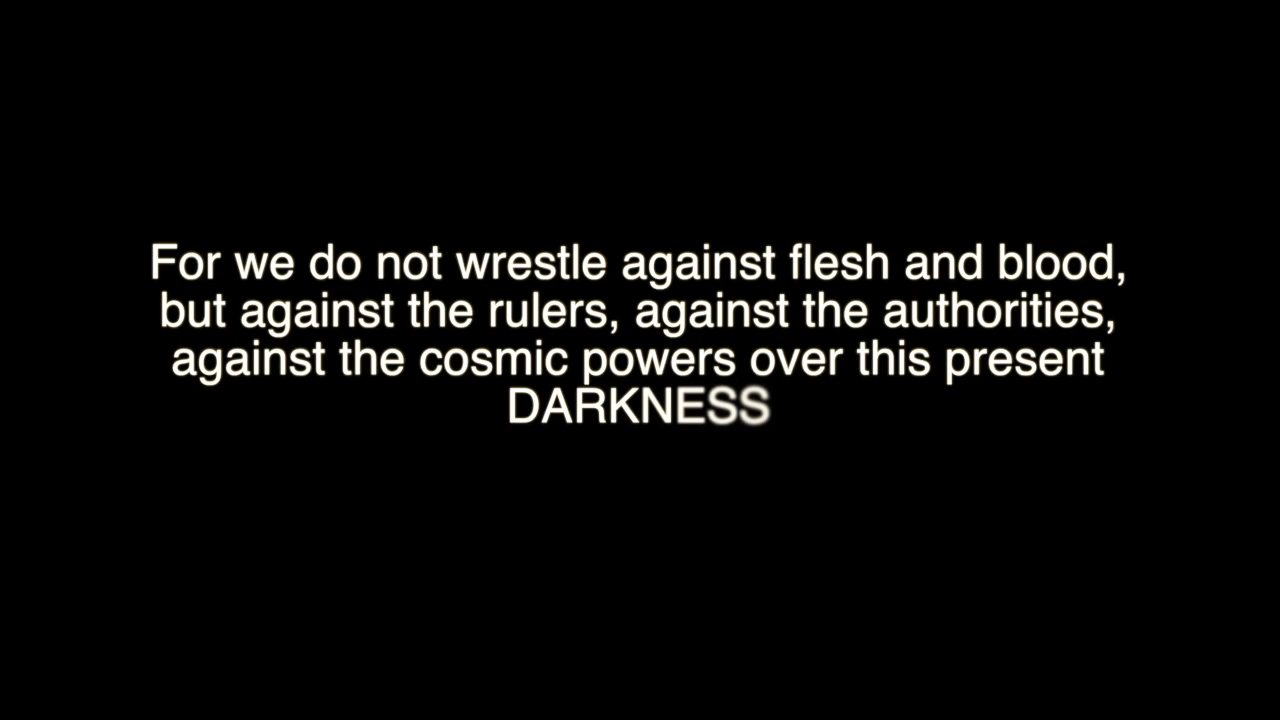 For we do not wrestle against flesh and blood,
but against the rulers, against the authorities,
against the cosmic powers over this present
DARKNESS